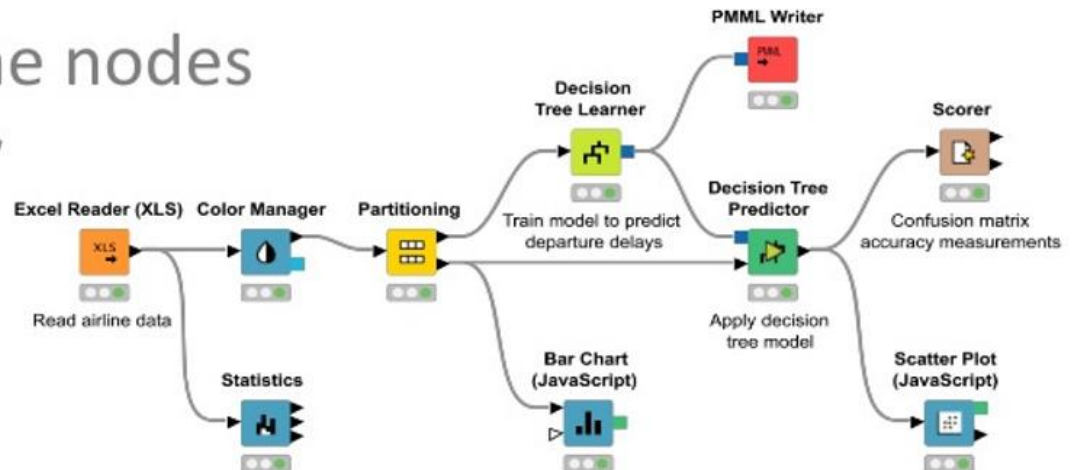 ne nodes
PMML Writer
PMML
Decision
Tree Learner
Scorer
Excel Reader (XLS)
Color Manager
Partitioning
Train model to predict
departure delays
Decision Tree
Predictor
Confusion matrix
accuracy measurements
XLS
Read airline data
Apply decision
tree model
Statistics
Bar Chart
(JavaScript)
Scatter Plot
(JavaScript)